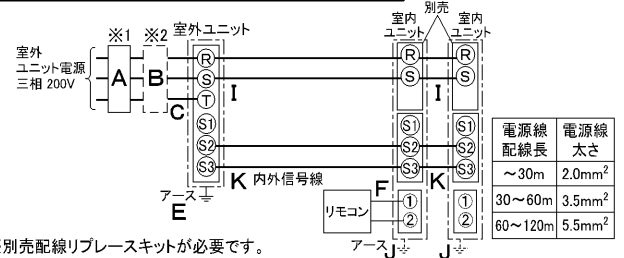 ※1 ※2 室外ユニット
室内ユニット
別売
室内ユニット
室外
ユニット電源
三相 200V
A
B
C
R
S
T
S1
S2
S3
I
R
S
I
R
S
S1
S2
S3
S1
S2
S3
K 内外信号線
F
K
アース
E
リモコン
①
②
①
②
アース
J
J
電源線配線長 電源線太さ
～30m 2.0mm²
30～60m 3.5mm²
60～120m 5.5mm²
別売配線リプレースキットが必要です。